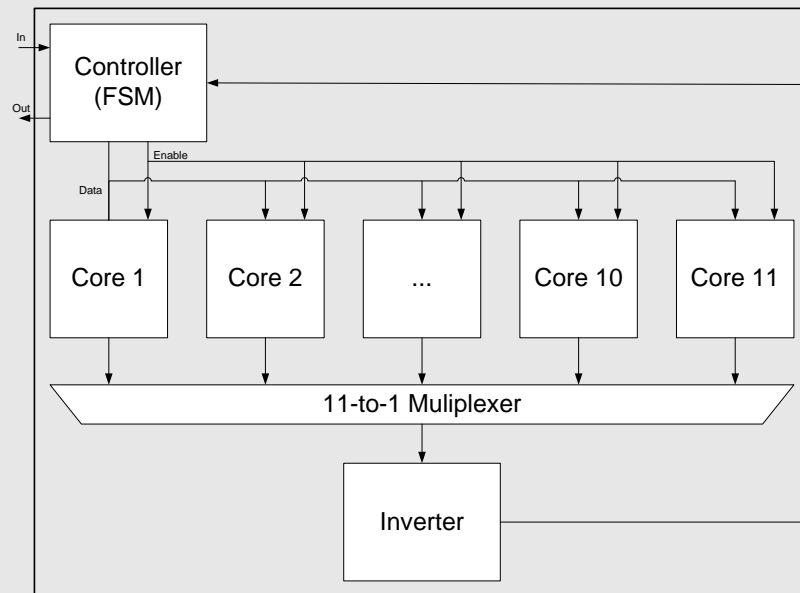 In
Controller
(FSM)
Out
Enable
Data
Core 1
Core 2
...
Core 10
Core 11
11-to-1 Muliplexer
Inverter